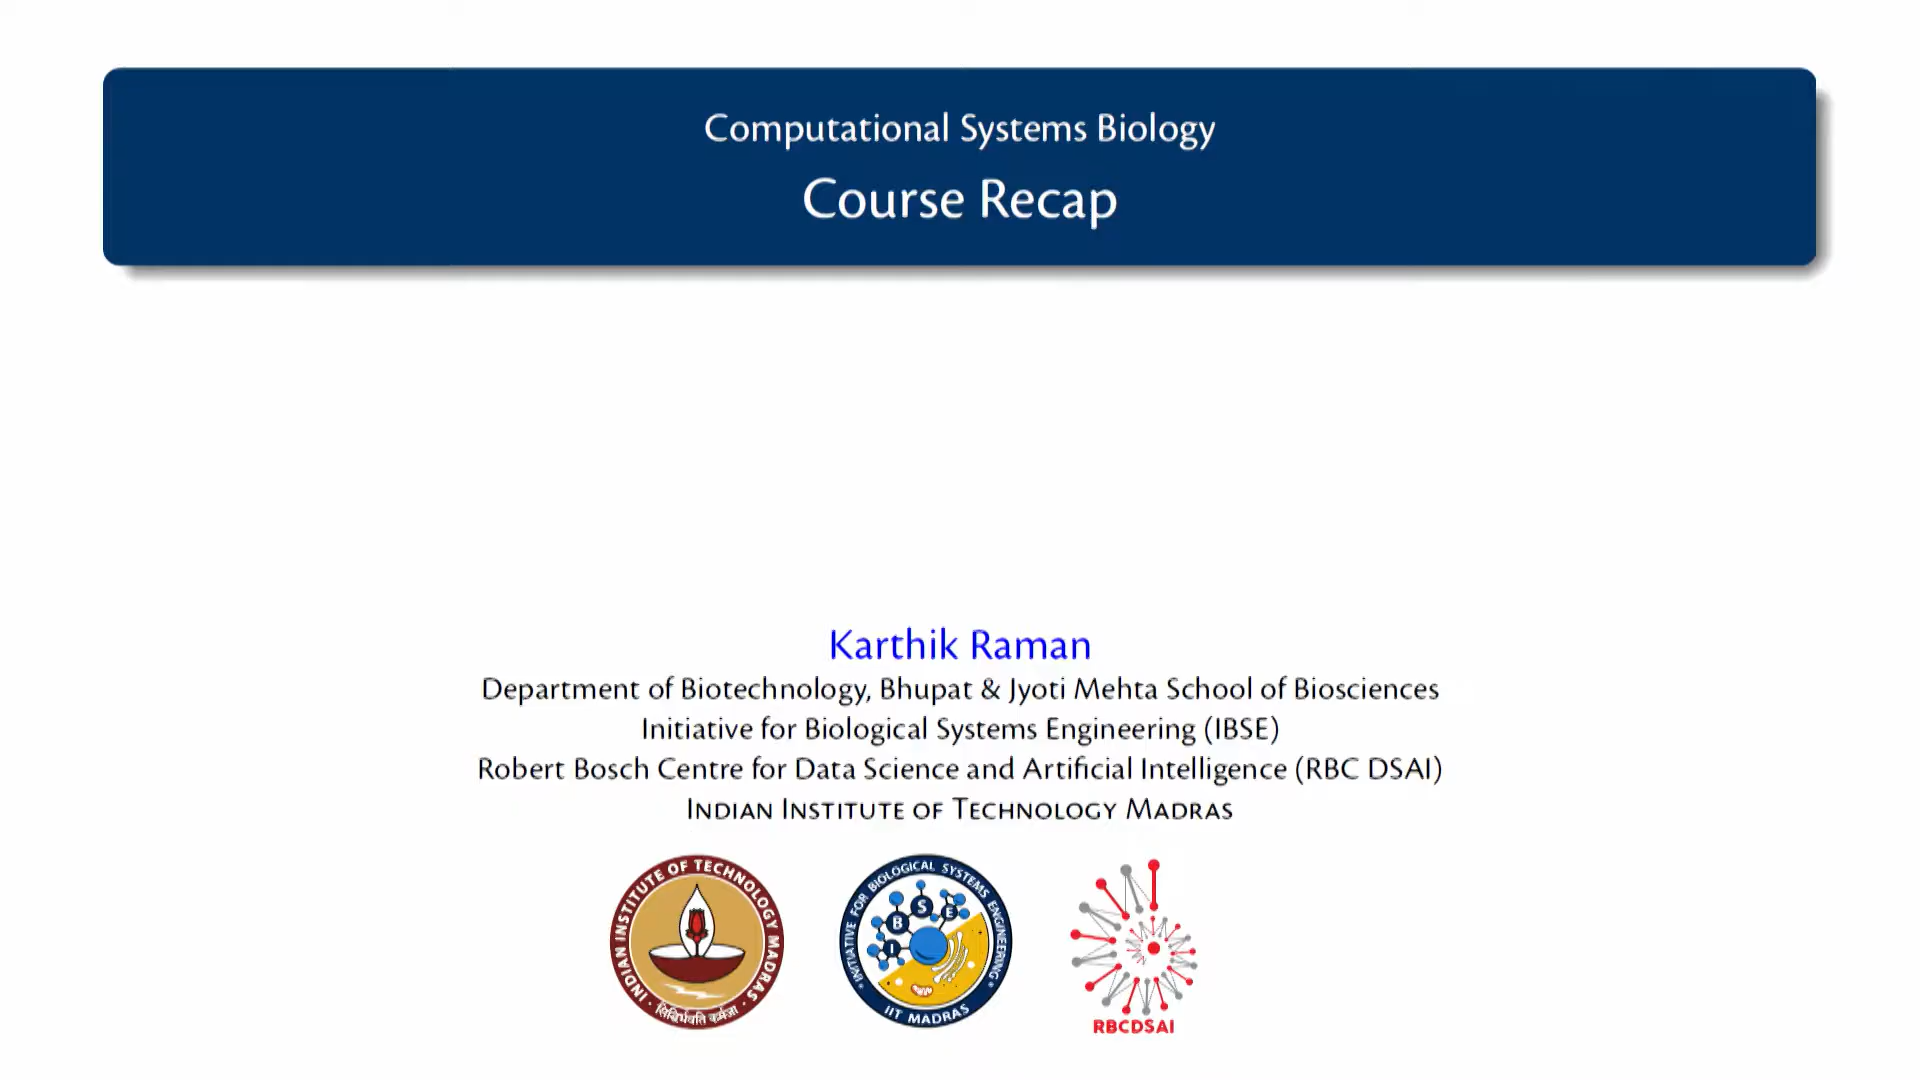 Computational Systems Biology
Course Recap
Karthik Raman
Department of Biotechnology, Bhupat & Jyoti Mehta School of Biosciences
Initiative for Biological Systems Engineering (IBSE)
Robert Bosch Centre for Data Science and Artificial Intelligence (RBC DSAI)
INDIAN INSTITUTE OF TECHNOLOGY MADRAS
INDIAN INSTITUTE OF TECHNOLOGY MADRAS
INITIATIVE FOR BIOLOGICAL SYSTEMS ENGINEERING
I B S E
IIT MADRAS
RBCDSAI